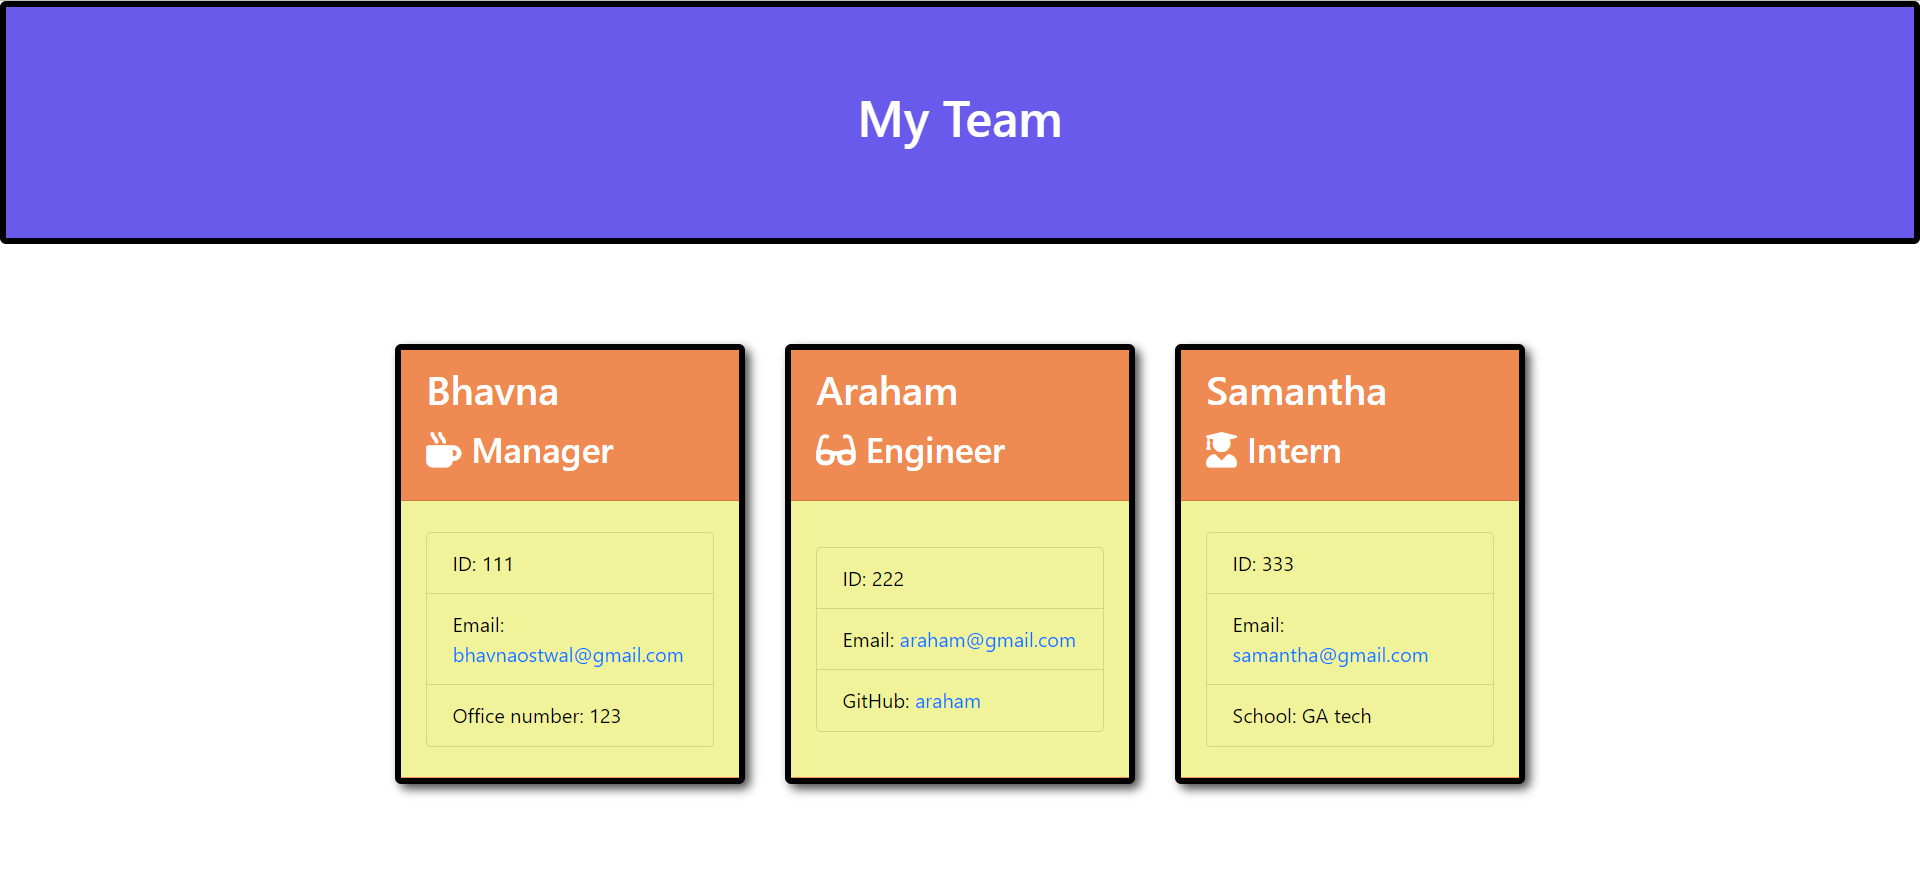 My Team
Bhavna
Manager
ID: 111
Email:
bhavnaostwal@gmail.com
Office number: 123
Araham
Engineer
ID: 222
Email: araham@gmail.com
GitHub: araham
Samantha
Intern
ID: 333
Email:
samantha@gmail.com
School: GA tech